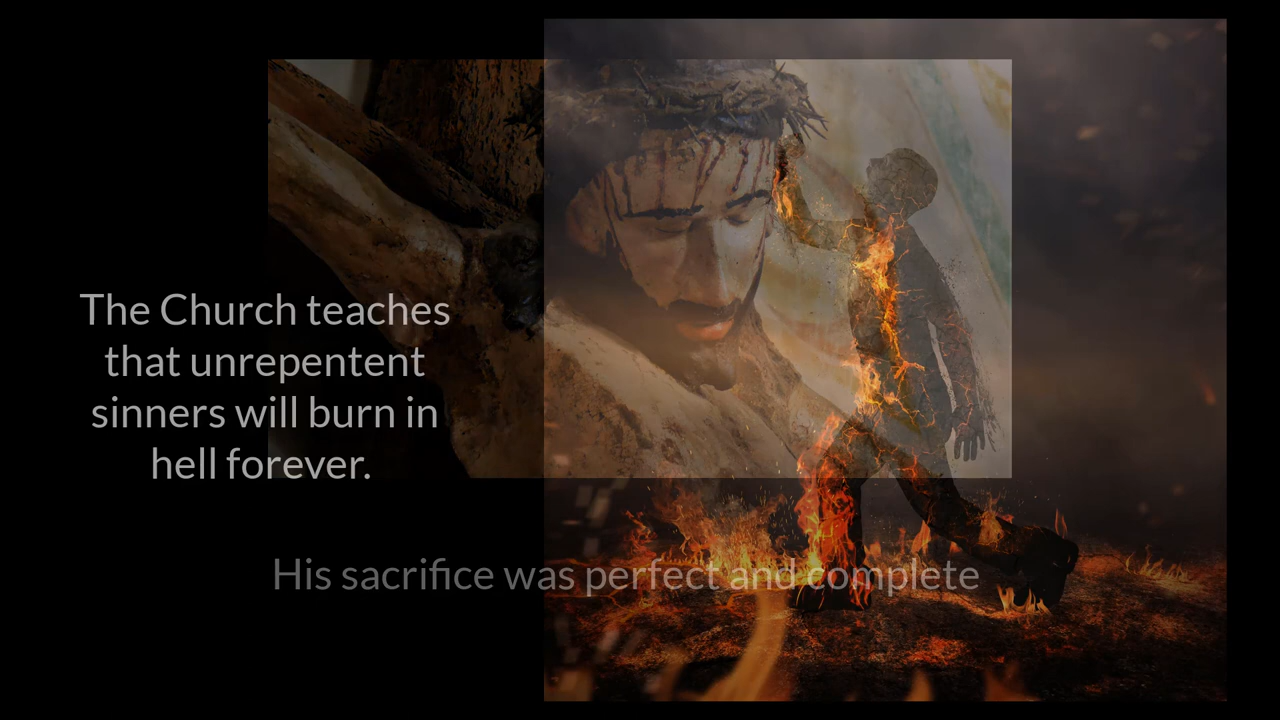 The Church teaches
that unrepentent
sinners will burn in
hell forever.
His sacrifice was perfect and complete